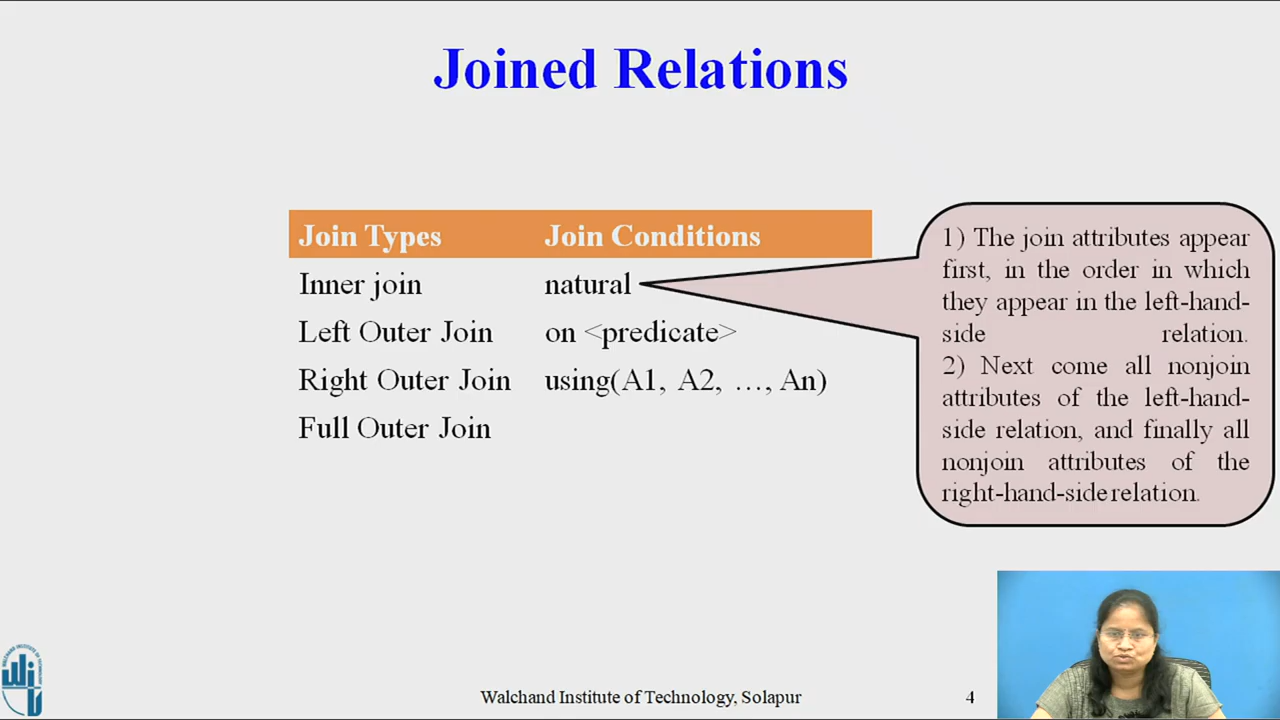 Joined Relations
Join Types Join Conditions
Inner join natural
Left Outer Join on <predicate>
Right Outer Join using(A1, A2, …, An)
Full Outer Join
1) The join attributes appear
first, in the order in which
they appear in the left-hand-
side relation.
2) Next come all nonjoin
attributes of the left-hand-
side relation, and finally all
nonjoin attributes of the
right-hand-side relation.
Walchand Institute of Technology, Solapur 4